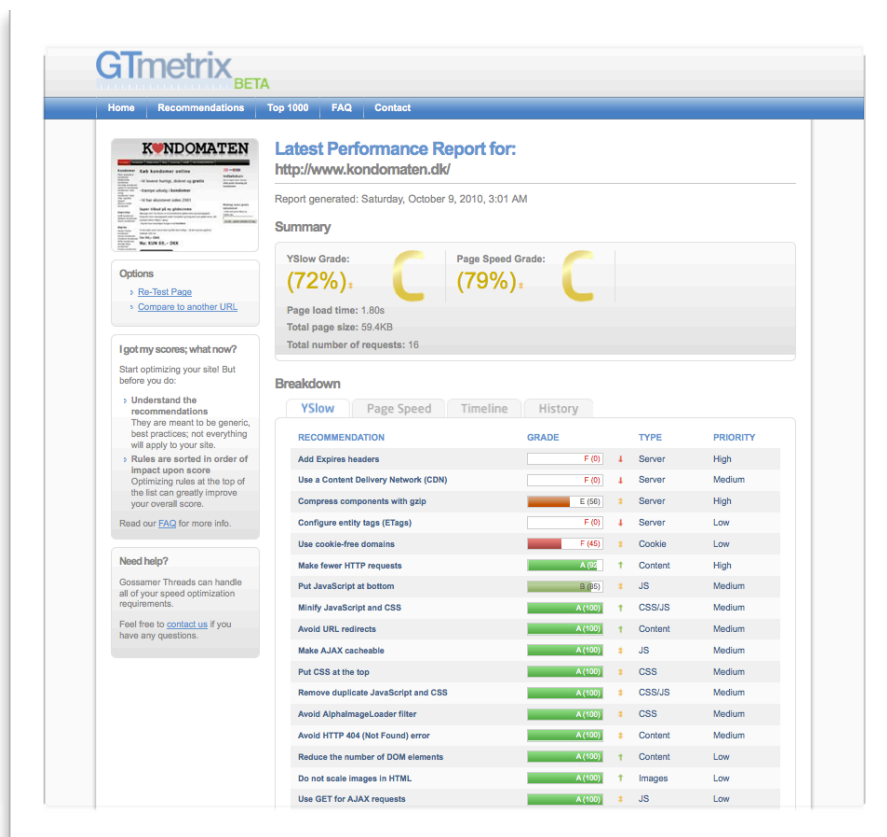 GTmetrix BETA
Home Recommendations Top 1000 FAQ Contact
KONDOMATEN
Køb kondomer online
Latest Performance Report for:
http://www.kondomaten.dk/
Report generated: Saturday, October 9, 2010, 3:01 AM
Summary
YSlow Grade: Page Speed Grade:
(72%) C (79%) C
Page load time: 1.80s
Total page size: 59.4KB
Total number of requests: 16
Options
Re-Test Page
Compare to another URL
I got my scores; what now?
Start optimizing your site! But
before you do:
Understand the
recommendations
They are meant to be generic,
best practices; not everything
will apply to your site.
Rules are sorted in order of
impact upon score
Optimizing rules at the top of
the list can greatly improve
your overall score.
Read our FAQ for more info.
Need help?
Gossamer Threads can handle
all of your speed optimization
requirements.
Feel free to contact us if you
have any questions.
Breakdown
YSlow Page Speed Timeline History
RECOMMENDATION GRADE TYPE PRIORITY
Add Expires headers F (0) Server High
Use a Content Delivery Network (CDN) F (0) Server Medium
Compress components with gzip E (56) Server High
Configure entity tags (ETags) F (0) Server Low
Use cookie-free domains F (45) Cookie Low
Make fewer HTTP requests A (92 Content High
Put JavaScript at bottom B (85) JS Medium
Minify JavaScript and CSS A (100) CSS/JS Medium
Avoid URL redirects A (100) Content Medium
Make AJAX cacheable A (100) JS Medium
Put CSS at the top A (100) CSS Medium
Remove duplicate JavaScript and CSS A (100) CSS/JS Medium
Avoid AlphaImageLoader filter A (100) CSS Medium
Avoid HTTP 404 (Not Found) error A (100) Content Medium
Reduce the number of DOM elements A (100) Content Low
Do not scale images in HTML A (100) Images Low
Use GET for AJAX requests A (100) JS Low